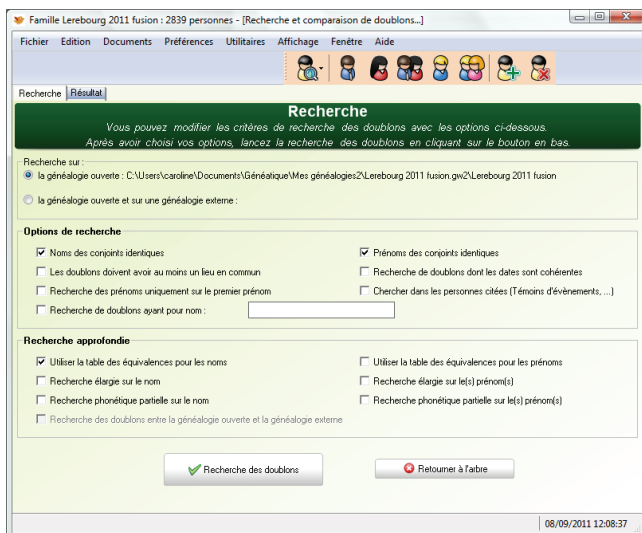 Famille Lerebourg 2011 fusion : 2839 personnes - [Recherche et comparaison de doublons...]
Fichier Edition Documents Préférences Utilitaires Affichage Fenêtre Aide
Recherche Résultat
Recherche
Vous pouvez modifier les critères de recherche des doublons avec les options ci-dessous.
Après avoir choisi vos options, lancez la recherche des doublons en cliquant sur le bouton en bas.
Recherche sur :
la généalogie ouverte : C:\Users\caroline\Documents\Généatique\Mes généalogies2\Lerebourg 2011 fusion.gw2\Lerebourg 2011 fusion
la généalogie ouverte et sur une généalogie externe :
Options de recherche
Noms des conjoints identiques Prénoms des conjoints identiques
Les doublons doivent avoir au moins un lieu en commun Recherche de doublons dont les dates sont cohérentes
Recherche des prénoms uniquement sur le premier prénom Chercher dans les personnes citées (Témoins d'évènements, ...)
Recherche de doublons ayant pour nom :
Recherche approfondie
Utiliser la table des équivalences pour les noms Utiliser la table des équivalences pour les prénoms
Recherche élargie sur le nom Recherche élargie sur le(s) prénom(s)
Recherche phonétique partielle sur le nom Recherche phonétique partielle sur le(s) prénom(s)
Recherche des doublons entre la généalogie ouverte et la généalogie externe
Recherche des doublons Retourner à l'arbre
08/09/2011 12:08:37